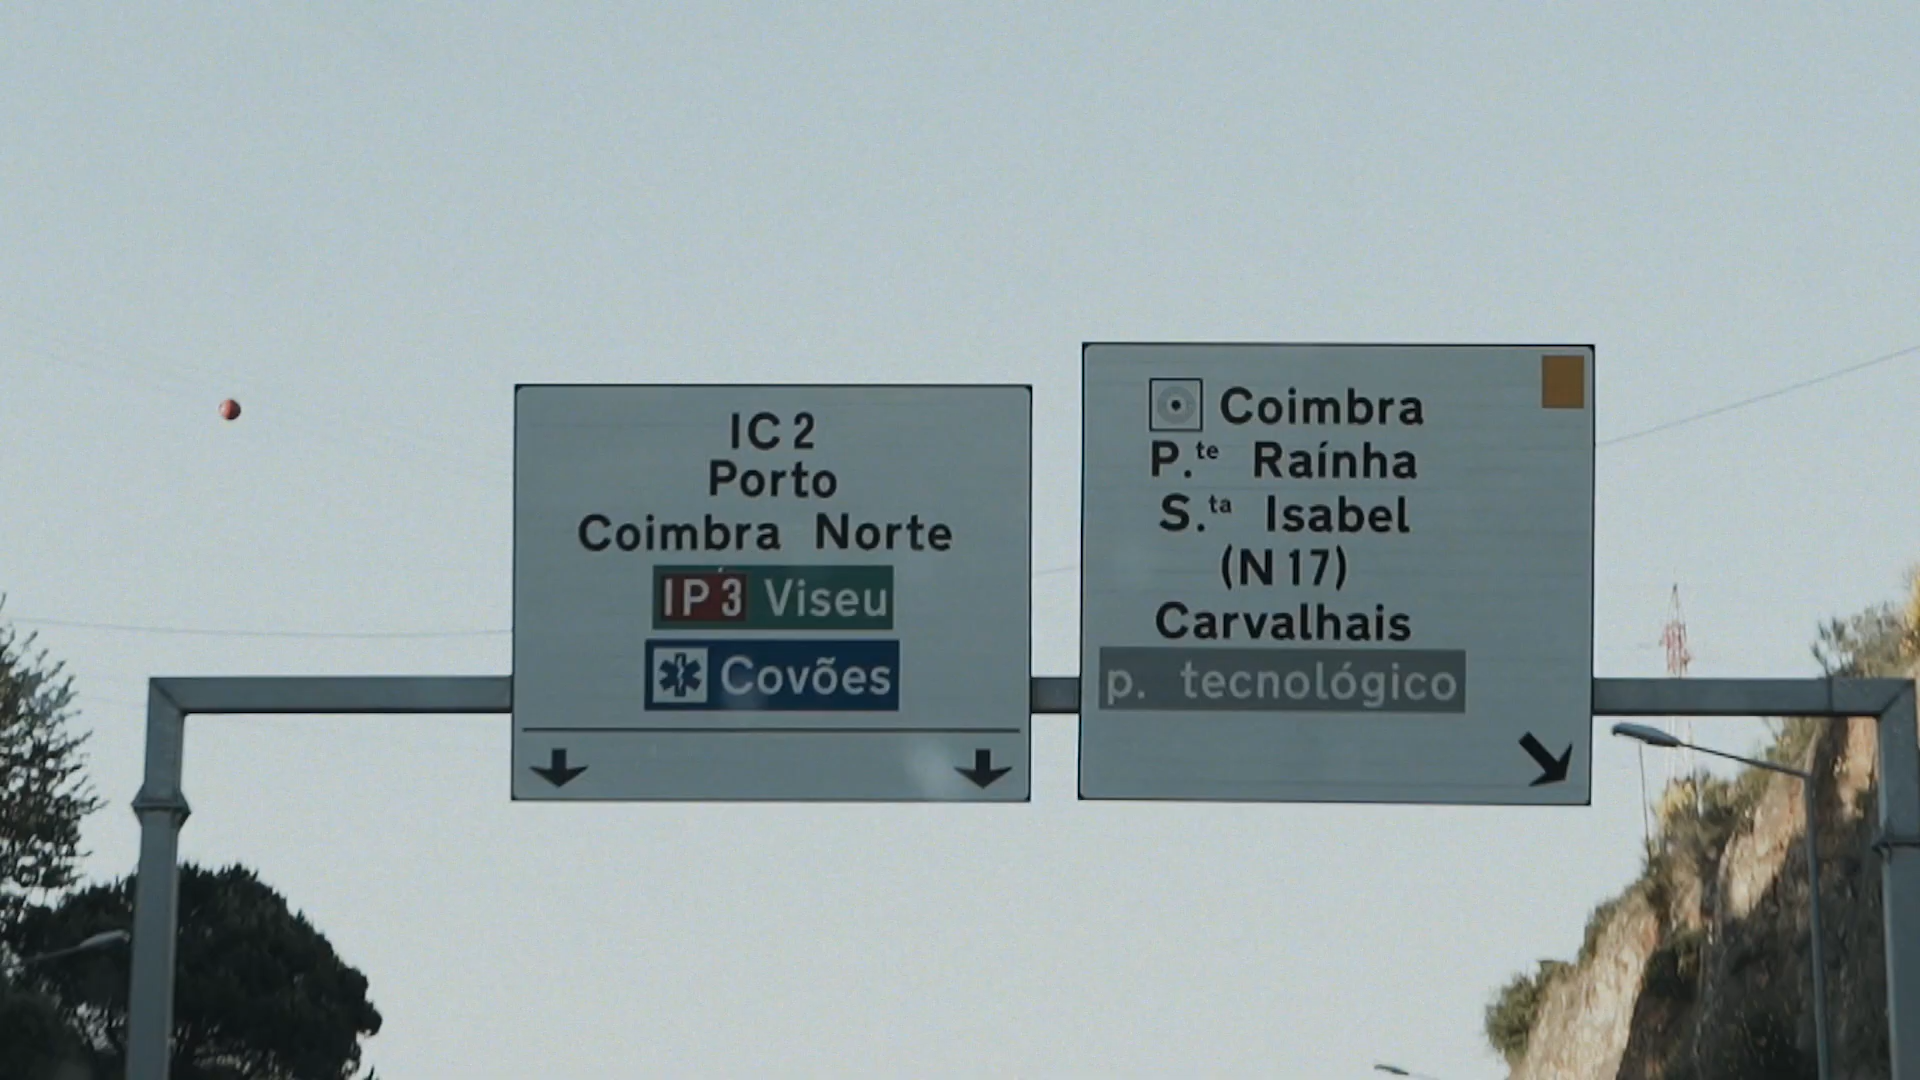 IC 2
Porto
Coimbra Norte
IP 3 Viseu
Covões
Coimbra
P.te Raínha
S.ta Isabel
(N 17)
Carvalhais
p. tecnológico